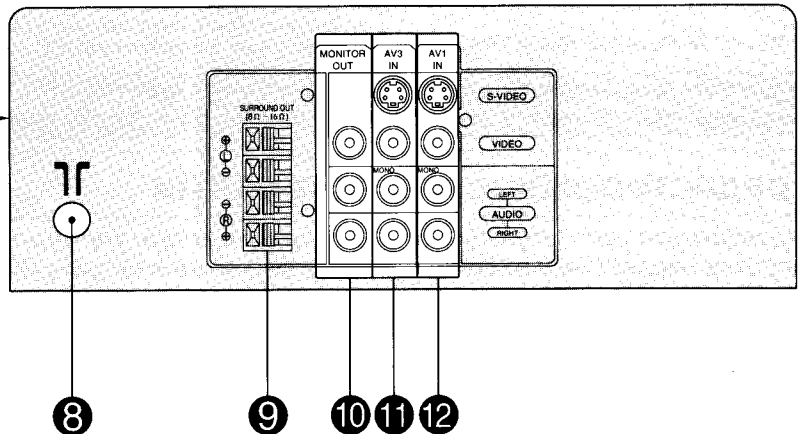 MONITOR OUT
AV3 IN
AV1 IN
S-VIDEO
SURROUND OUT
(8Ω – 16Ω)
VIDEO
⊕
L
⊖
MONO
MONO
LEFT
AUDIO
RIGHT
⊖
R
⊕
8
9
10
11
12